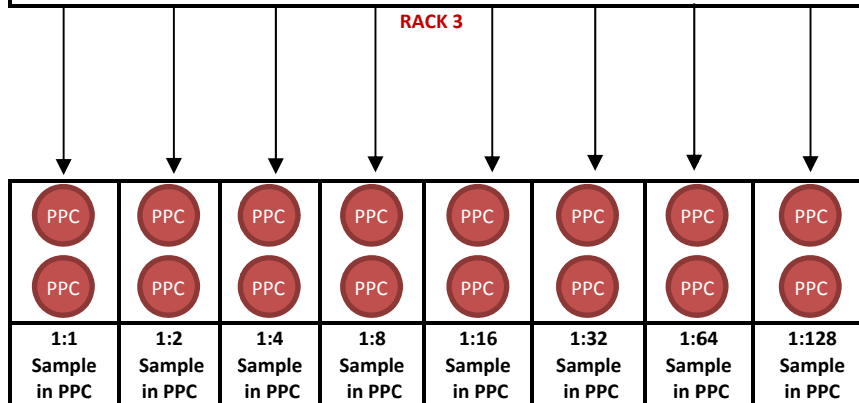 RACK 3
PPC PPC PPC PPC PPC PPC PPC PPC
PPC PPC PPC PPC PPC PPC PPC PPC
1:1 1:2 1:4 1:8 1:16 1:32 1:64 1:128
Sample Sample Sample Sample Sample Sample Sample Sample
in PPC in PPC in PPC in PPC in PPC in PPC in PPC in PPC